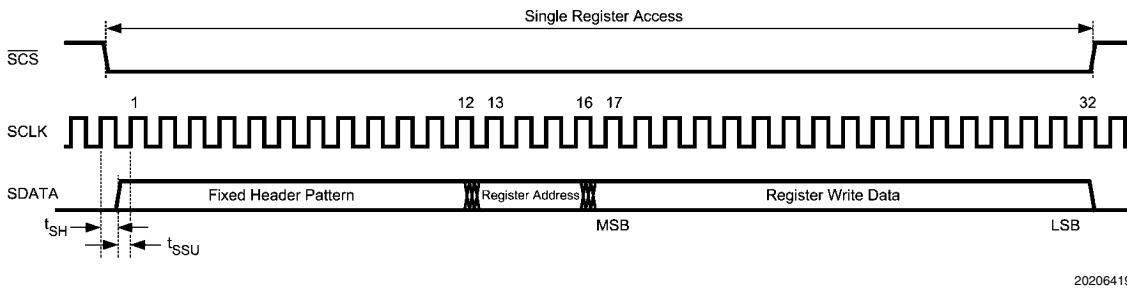 Single Register Access
SCS
1 12 13 16 17 32
SCLK
SDATA Fixed Header Pattern Register Address Register Write Data
tSH MSB LSB
tSSU
20206419